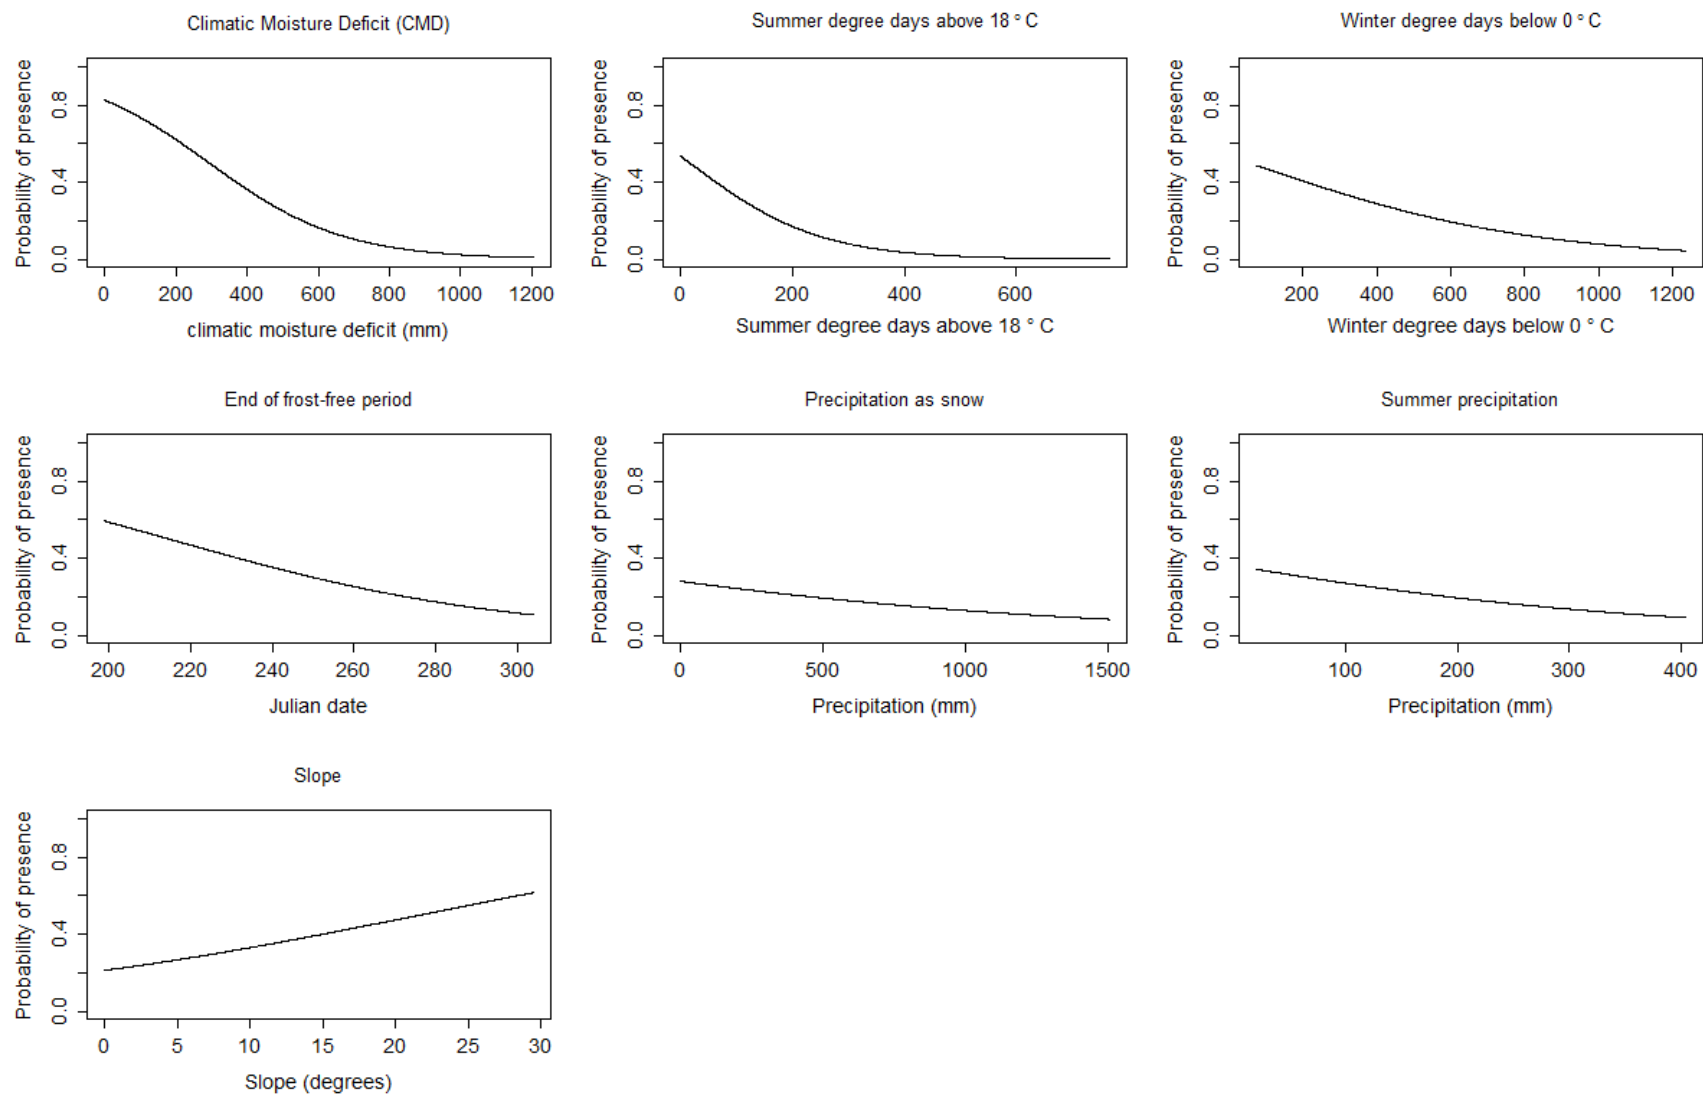 Climatic Moisture Deficit (CMD)
Probability of presence
0.0 0.4 0.8
0 200 400 600 800 1000 1200
climatic moisture deficit (mm)
Summer degree days above 18 ° C
Probability of presence
0.0 0.4 0.8
0 200 400 600
Summer degree days above 18 ° C
Winter degree days below 0 ° C
Probability of presence
0.0 0.4 0.8
200 400 600 800 1000 1200
Winter degree days below 0 ° C
End of frost-free period
Probability of presence
0.0 0.4 0.8
200 220 240 260 280 300
Julian date
Precipitation as snow
Probability of presence
0.0 0.4 0.8
0 500 1000 1500
Precipitation (mm)
Summer precipitation
Probability of presence
0.0 0.4 0.8
100 200 300 400
Precipitation (mm)
Slope
Probability of presence
0.0 0.4 0.8
0 5 10 15 20 25 30
Slope (degrees)